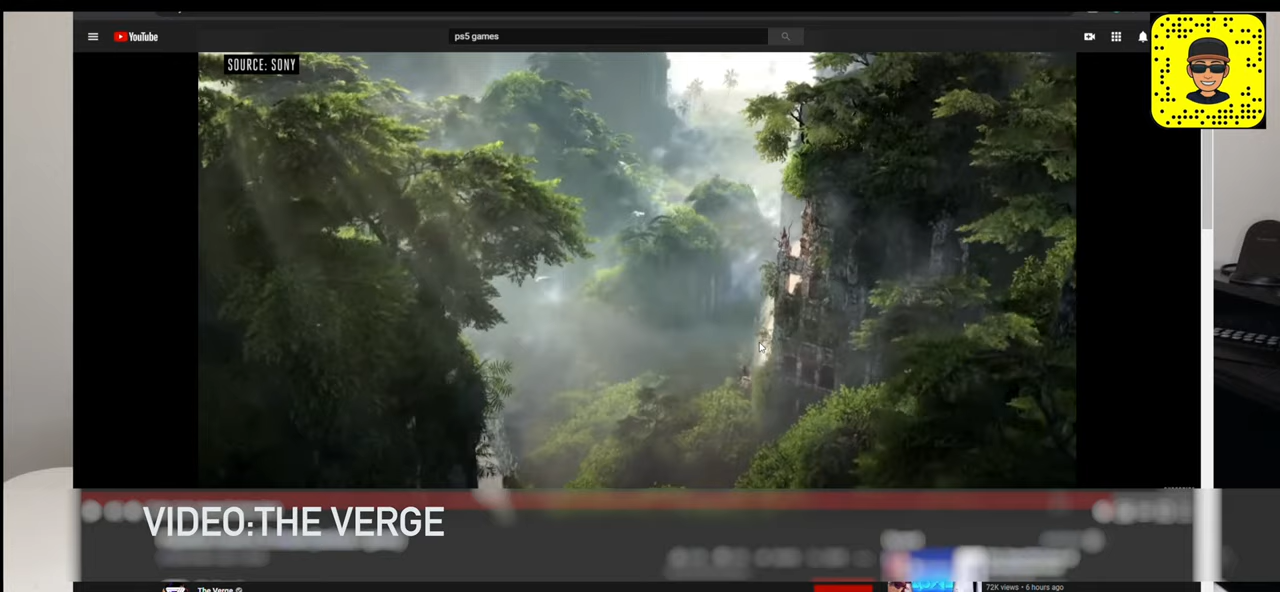 YouTube
ps5 games
SOURCE: SONY
VIDEO:THE VERGE
The Verge
72K views • 6 hours ago